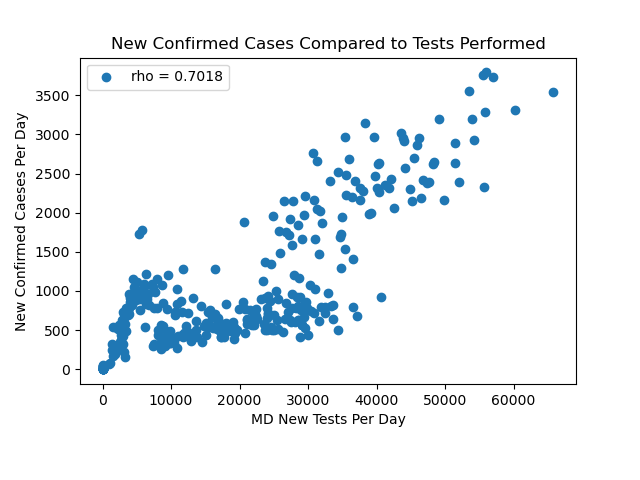 New Confirmed Cases Compared to Tests Performed
rho = 0.7018
New Confirmed Caeses Per Day
3500
3000
2500
2000
1500
1000
500
0
0 10000 20000 30000 40000 50000 60000
MD New Tests Per Day